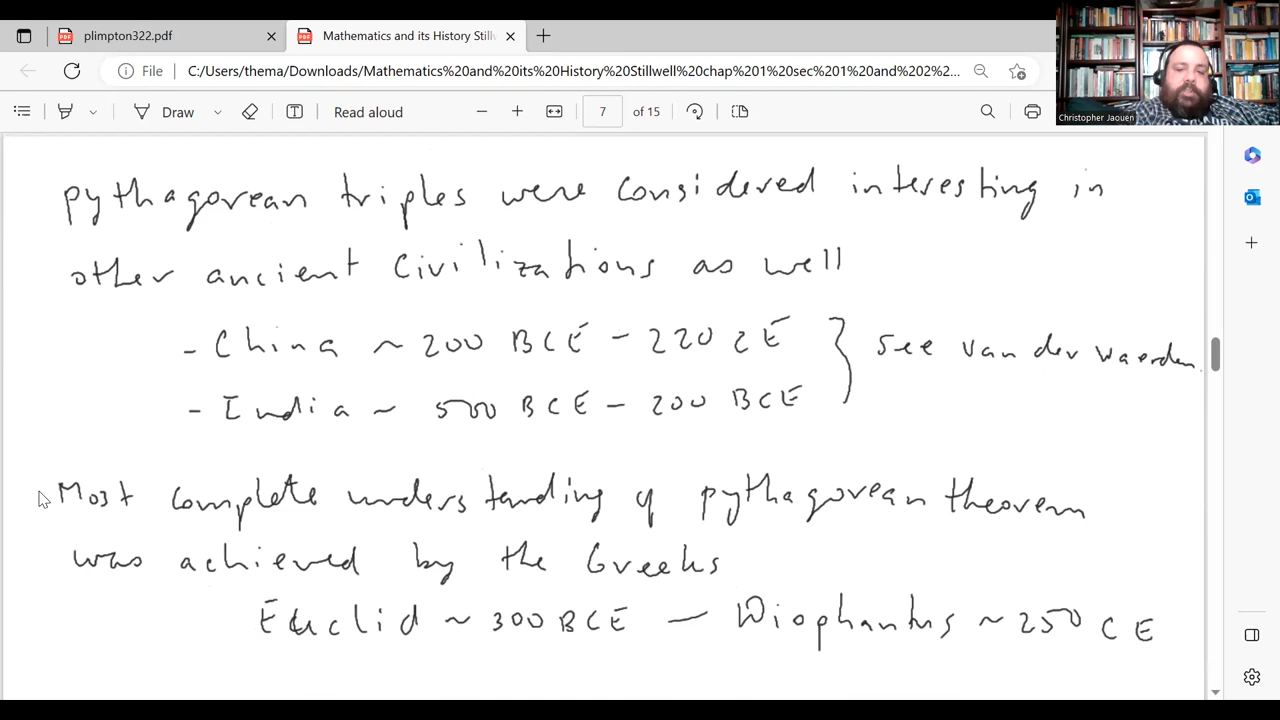 plimpton322.pdf
Mathematics and its History Still
File
C:/Users/thema/Downloads/Mathematics%20and%20its%20History%20Stillwell%20chap%201%20sec%201%20and%202%2...
Draw
Read aloud
7
of 15
Christopher Jaouen
pythagorean triples were considered interesting in
other ancient Civilizations as well
- China ~ 200 BCE - 220 CE
- India ~ 500 BCE - 200 BCE
See van der Waerden.
Most complete understanding of pythagorean theorem
was achieved by the Greeks
Euclid ~ 300 BCE - Diophantus ~ 250 CE